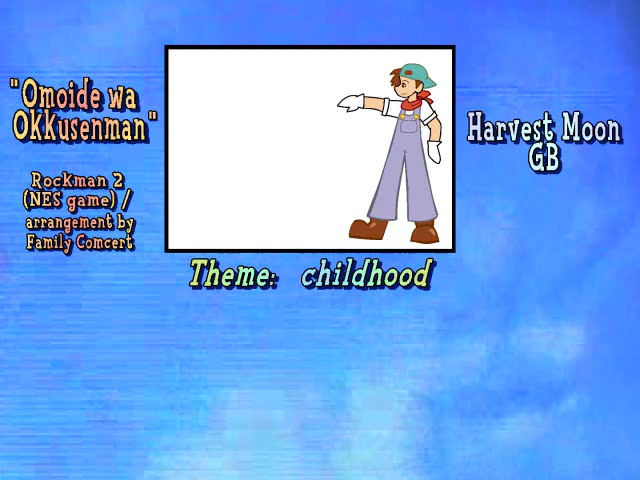 "Omoide wa
Okkusenman"
Rockman 2
(NES game) /
arrangement by
Family Comcert
Harvest Moon
GB
Theme: childhood